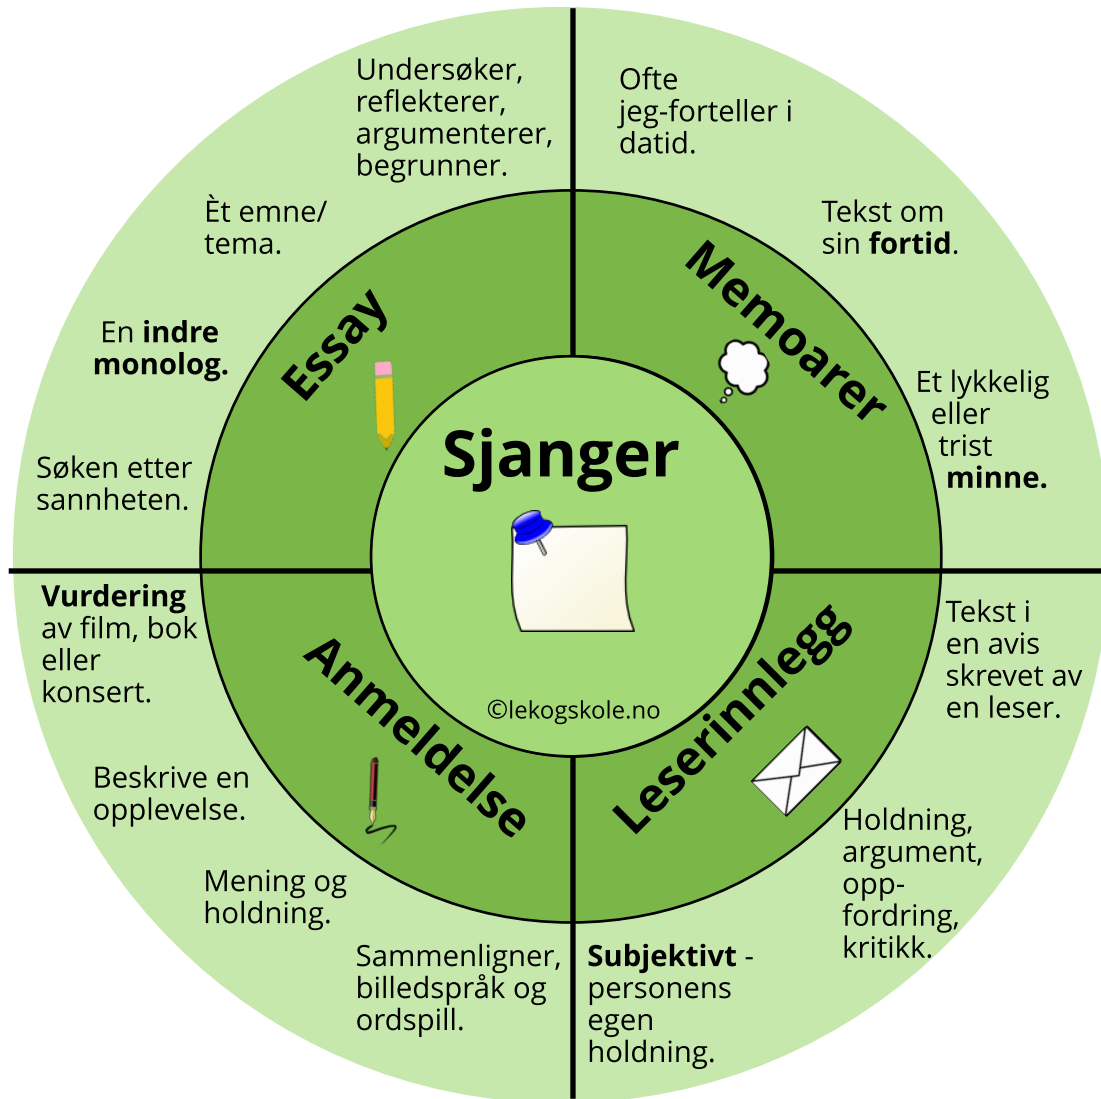 Sjanger
©lekogskole.no
Essay
Undersøker,
reflekterer,
argumenterer,
begrunner.
Èt emne/
tema.
En indre
monolog.
Søken etter
sannheten.
Memoarer
Ofte
jeg-forteller i
datid.
Tekst om
sin fortid.
Et lykkelig
eller
trist
minne.
Leserinnlegg
Tekst i
en avis
skrevet av
en leser.
Holdning,
argument,
opp-
fordring,
kritikk.
Subjektivt -
personens
egen
holdning.
Anmeldelse
Vurdering
av film, bok
eller
konsert.
Beskrive en
opplevelse.
Mening og
holdning.
Sammenligner,
billedspråk og
ordspill.